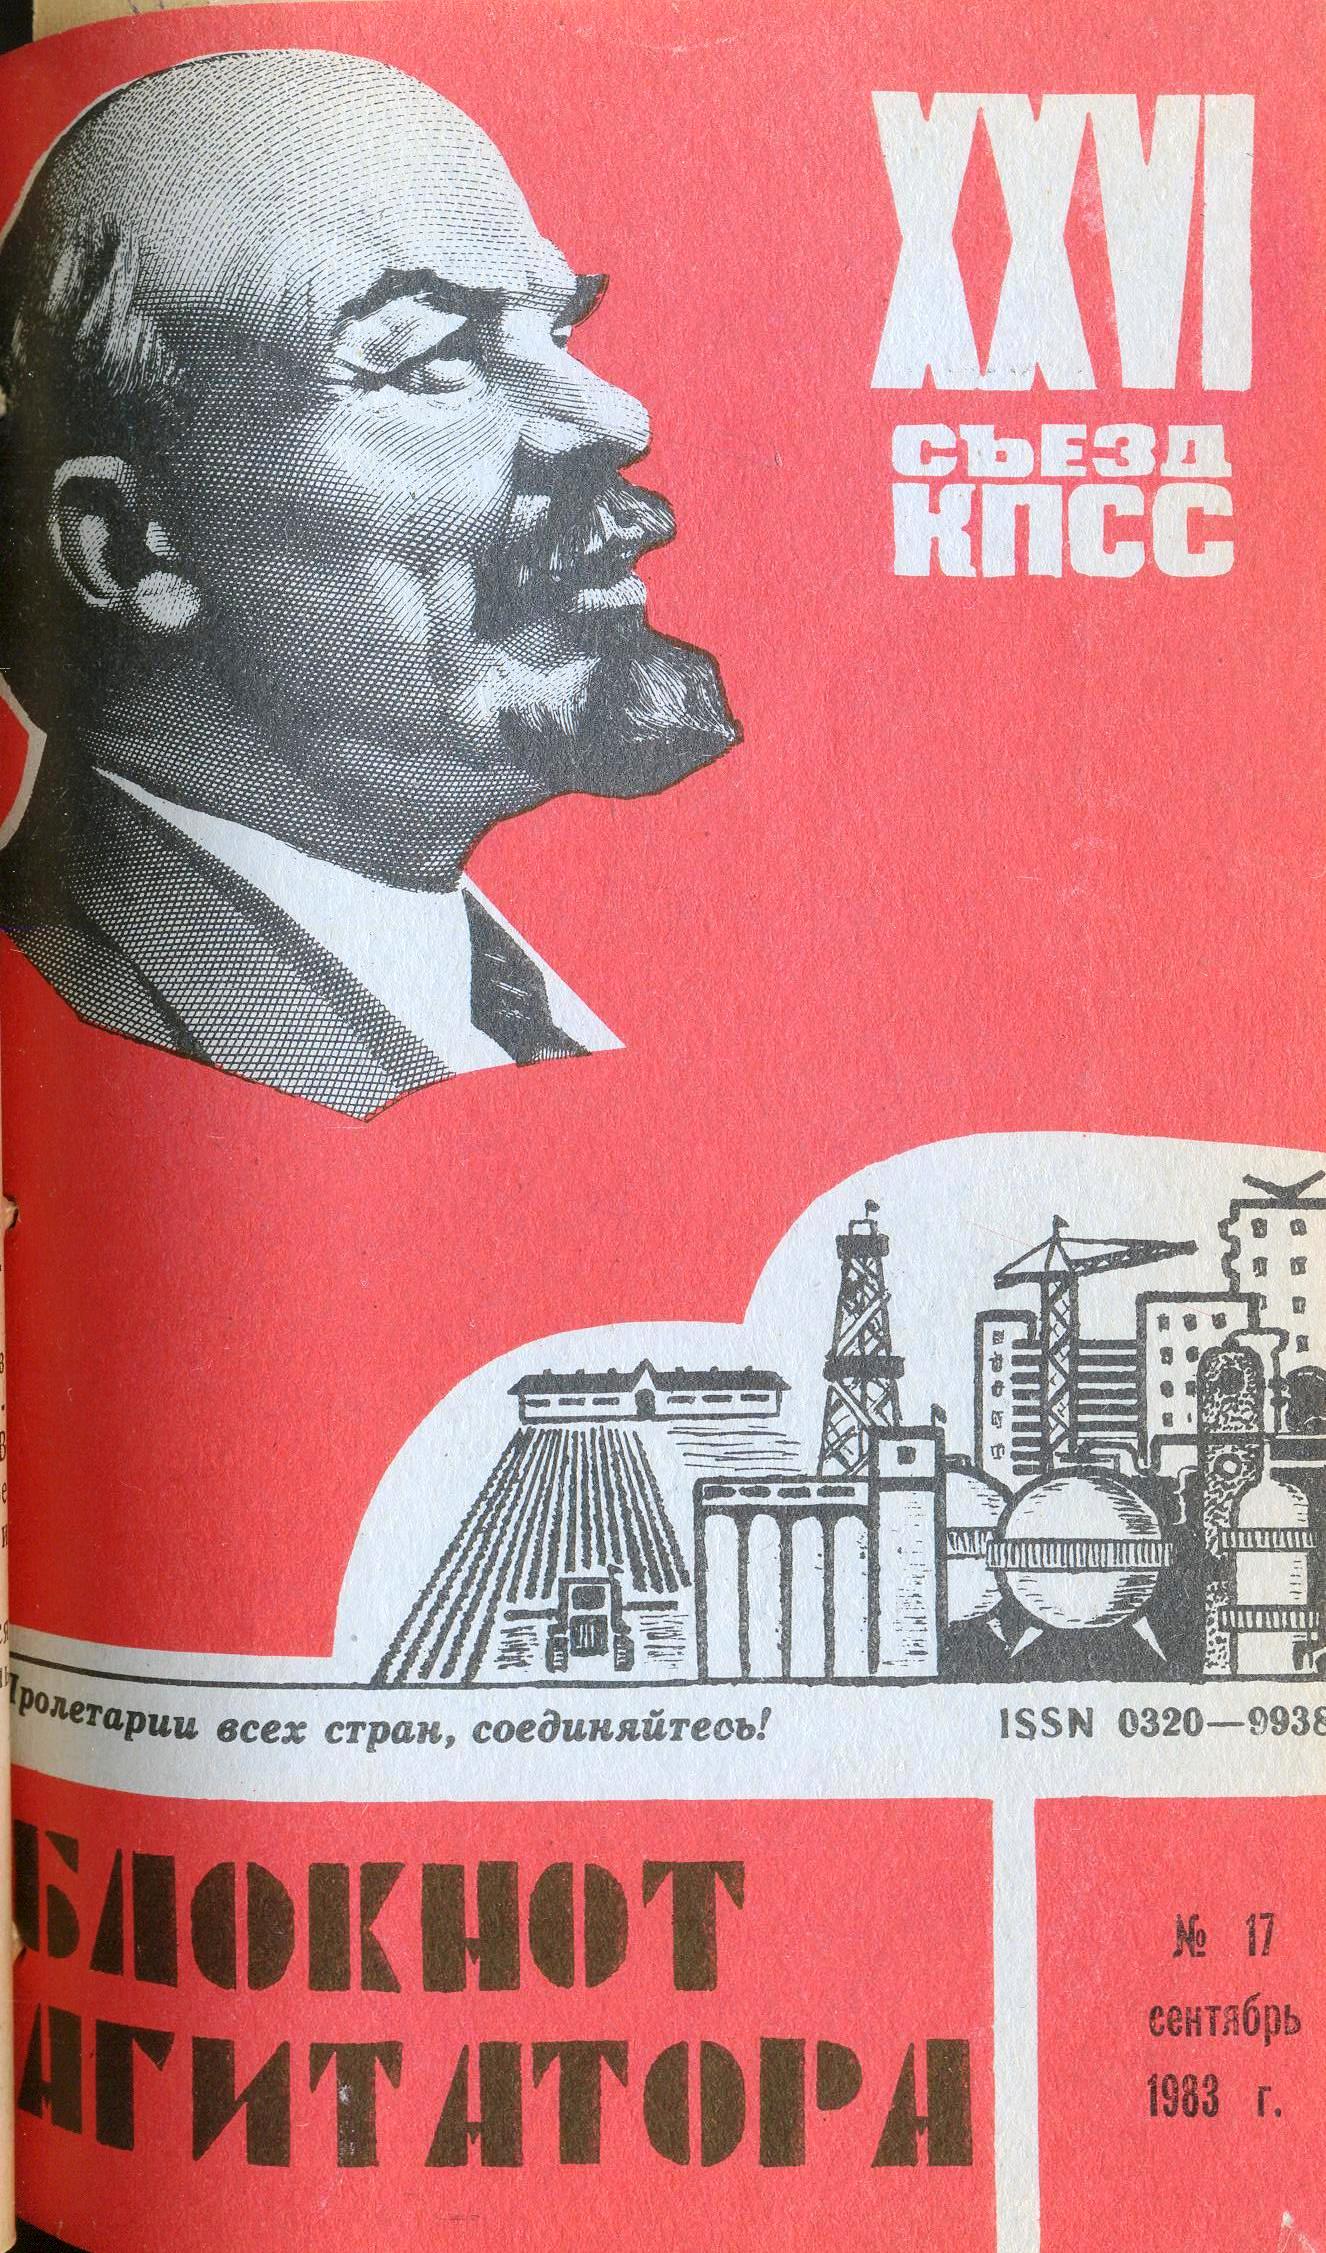 XXVI
СЪЕЗД
КПСС
Пролетарии всех стран, соединяйтесь!
ISSN 0320—9938
БЛОКНОТ
АГИТАТОРА
№ 17
сентябрь
1983 г.